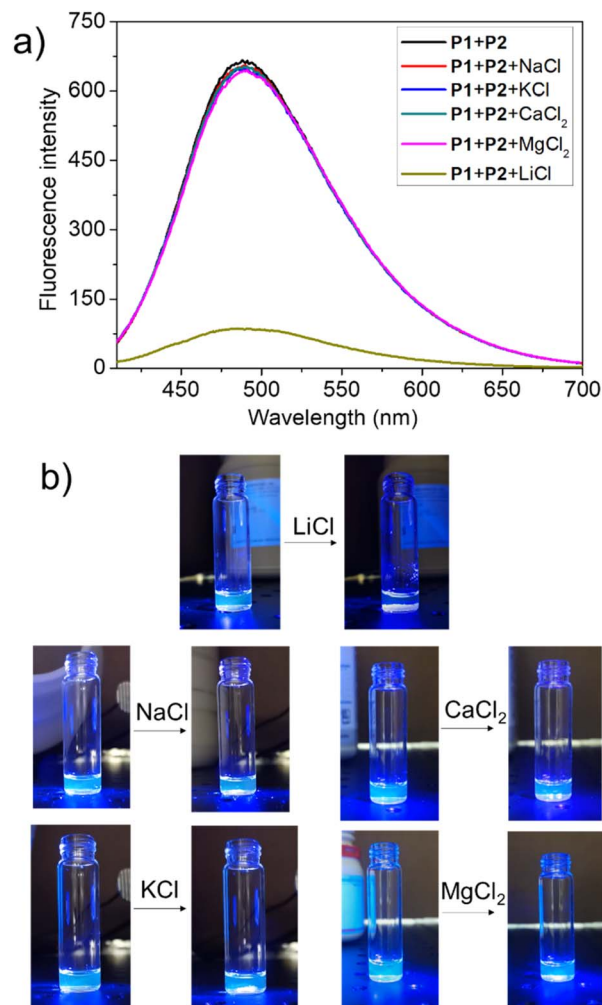 a)
750
600
450
300
150
0
Fluorescence intensity
P1+P2
P1+P2+NaCl
P1+P2+KCl
P1+P2+CaCl₂
P1+P2+MgCl₂
P1+P2+LiCl
450 500 550 600 650 700
Wavelength (nm)
b)
LiCl
NaCl
CaCl₂
KCl
MgCl₂